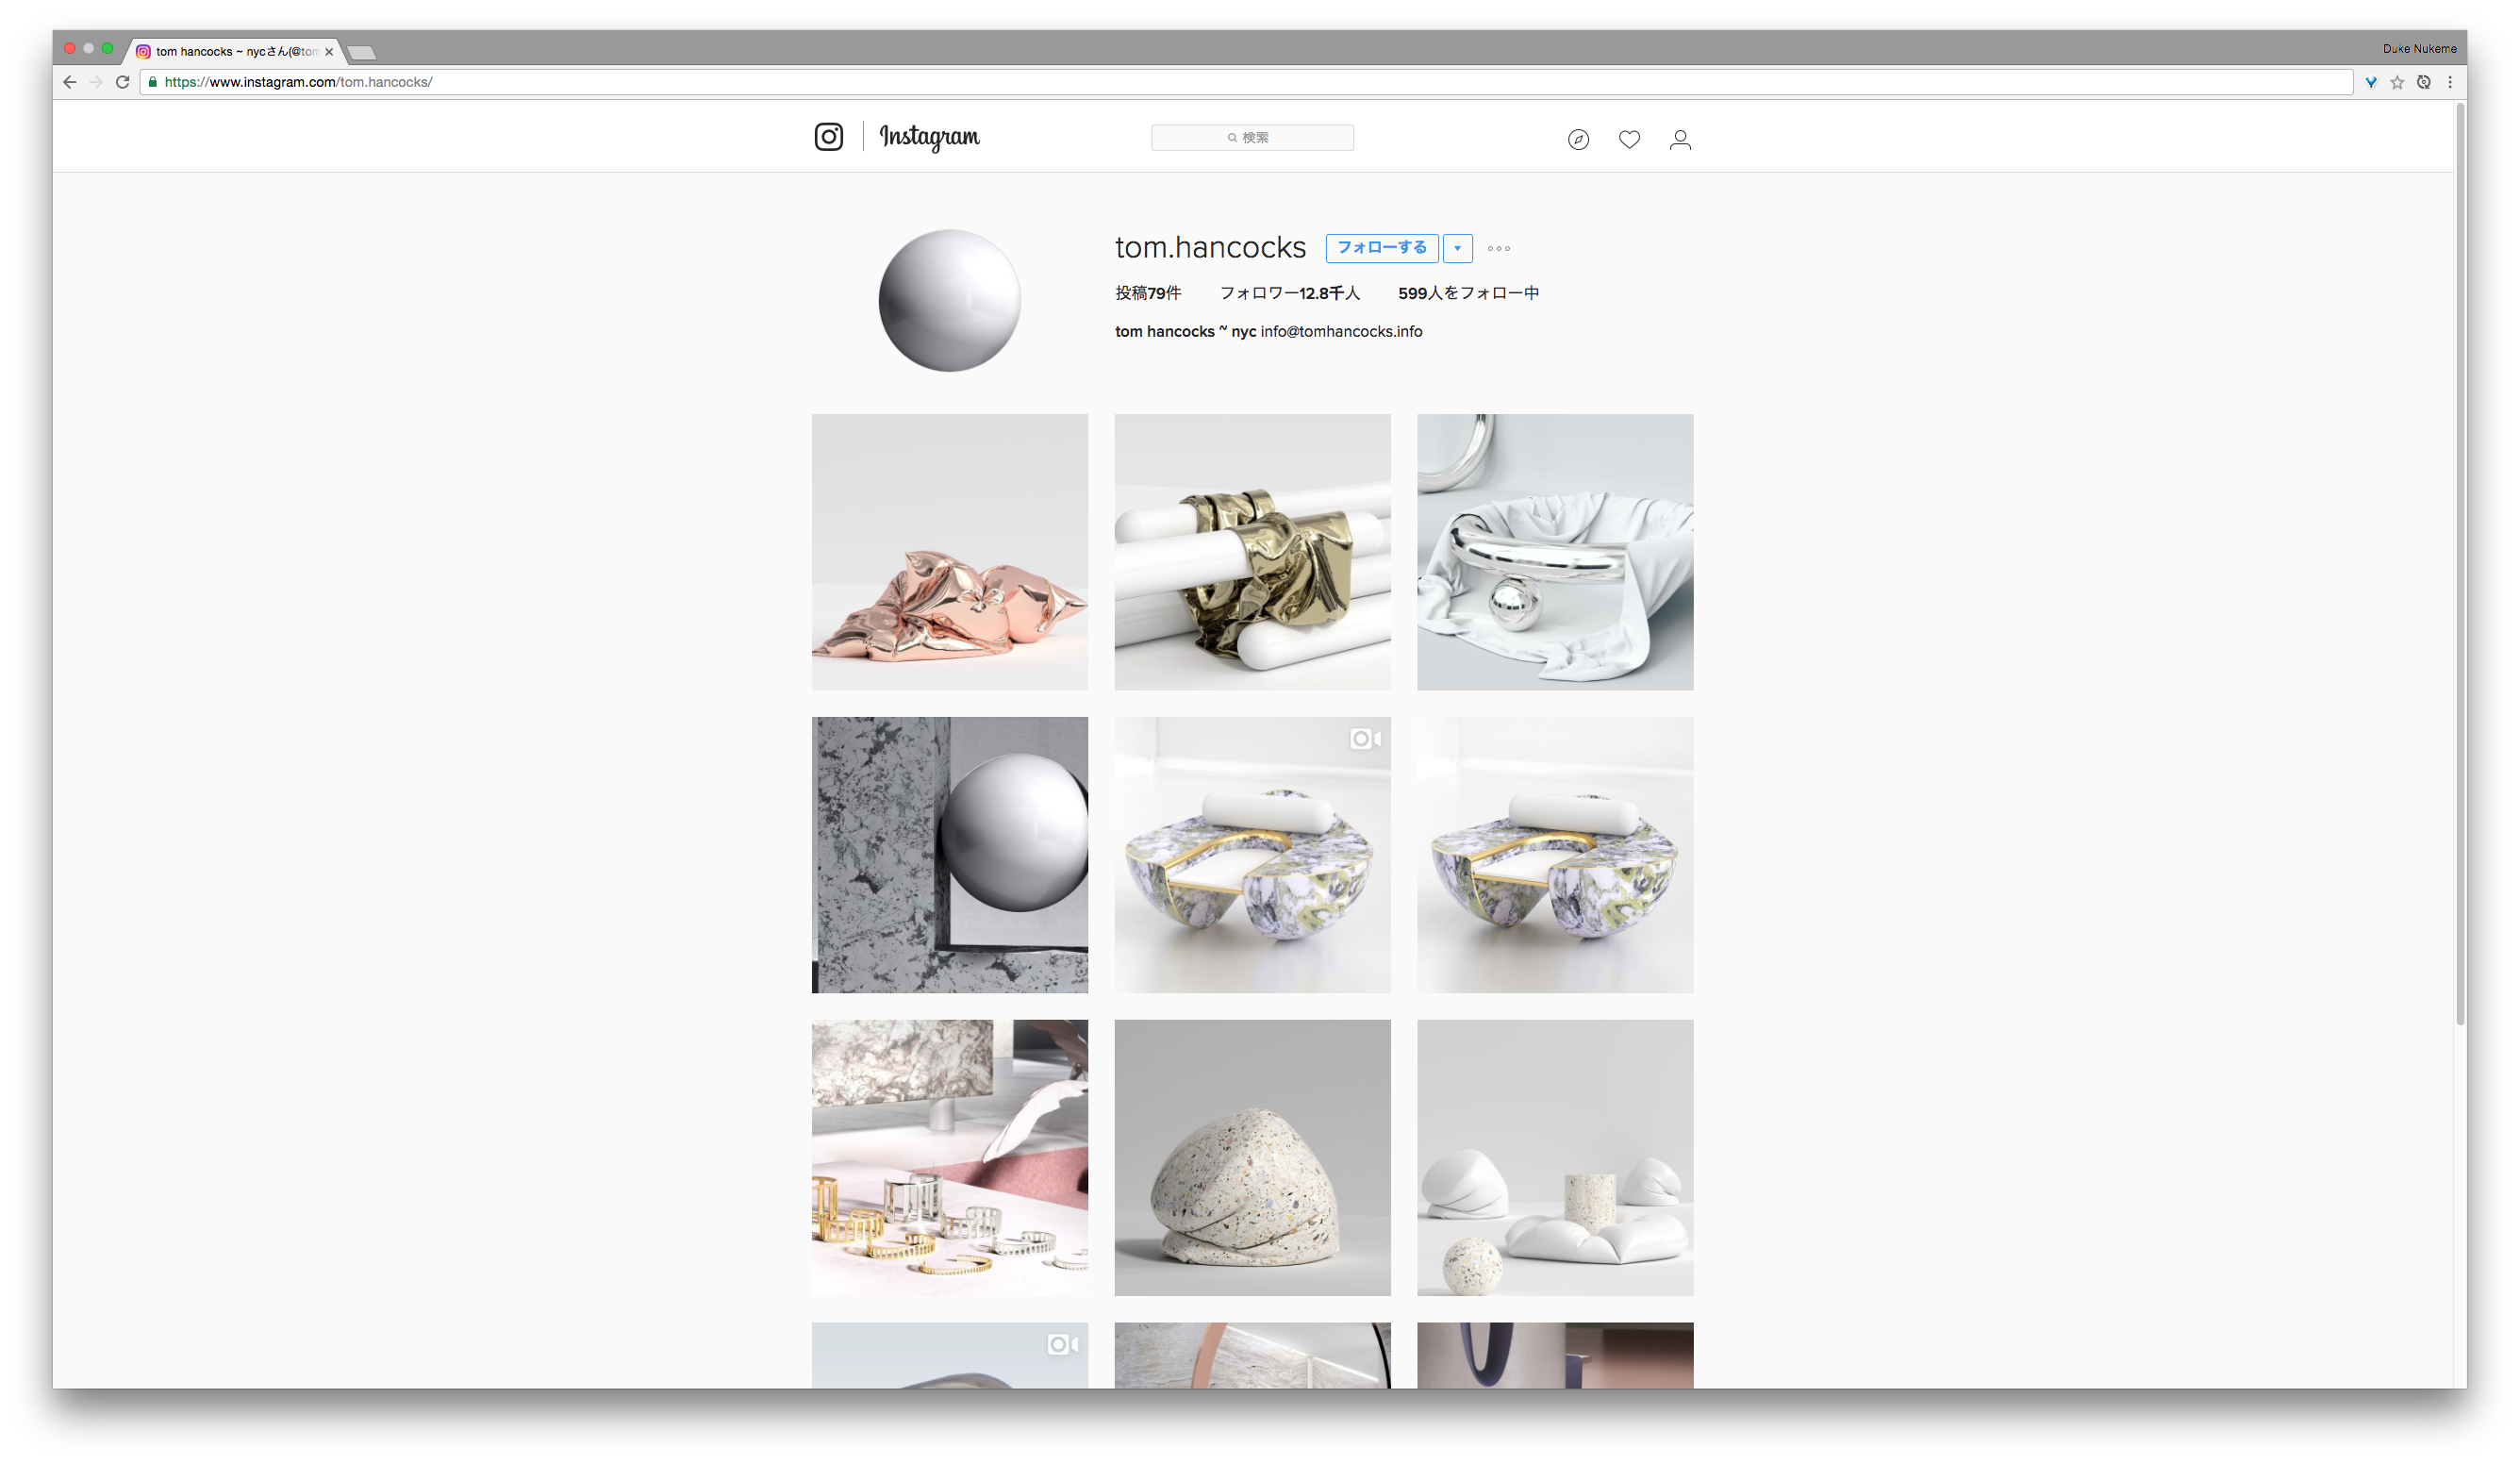 tom hancocks ~ nycさん(@tom
Duke Nukeme
https://www.instagram.com/tom.hancocks/
Instagram
検索
tom.hancocks フォローする
投稿79件 フォロワー12.8千人 599人をフォロー中
tom hancocks ~ nyc info@tomhancocks.info